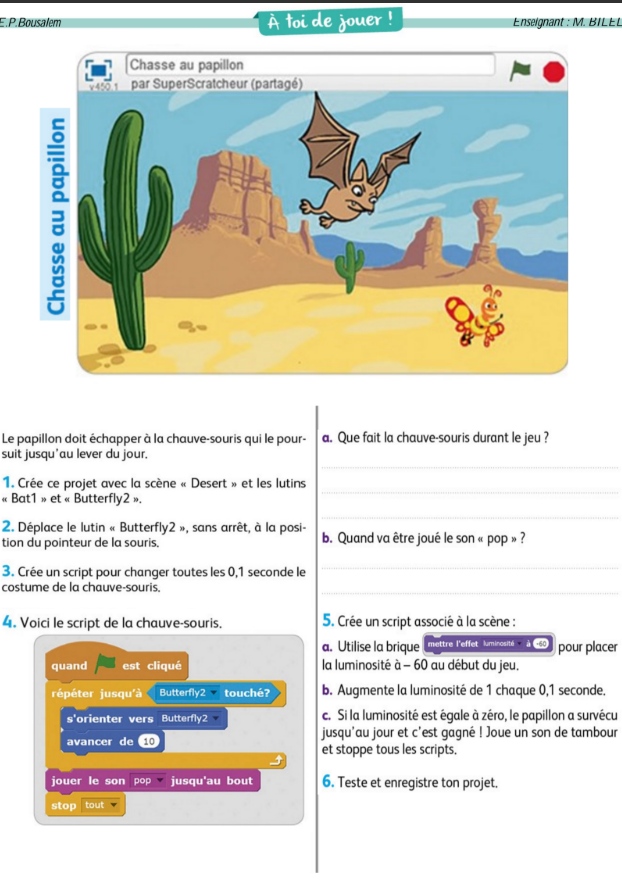 E.P.Bousalem
À toi de jouer !
Enseignant : M. BILEL
Chasse au papillon
v450.1
par SuperScratcheur (partagé)
Chasse au papillon
Le papillon doit échapper à la chauve-souris qui le pour-
suit jusqu'au lever du jour.
1. Crée ce projet avec la scène « Desert » et les lutins
« Bat1 » et « Butterfly2 ».
2. Déplace le lutin « Butterfly2 », sans arrêt, à la posi-
tion du pointeur de la souris.
3. Crée un script pour changer toutes les 0,1 seconde le
costume de la chauve-souris.
4. Voici le script de la chauve-souris.
quand est cliqué
répéter jusqu'à Butterfly2 touché?
s'orienter vers Butterfly2
avancer de 10
jouer le son pop jusqu'au bout
stop tout
a. Que fait la chauve-souris durant le jeu ?
b. Quand va être joué le son « pop » ?
5. Crée un script associé à la scène :
a. Utilise la brique mettre l'effet luminosité à -60 pour placer
la luminosité à – 60 au début du jeu.
b. Augmente la luminosité de 1 chaque 0,1 seconde.
c. Si la luminosité est égale à zéro, le papillon a survécu
jusqu'au jour et c'est gagné ! Joue un son de tambour
et stoppe tous les scripts.
6. Teste et enregistre ton projet.